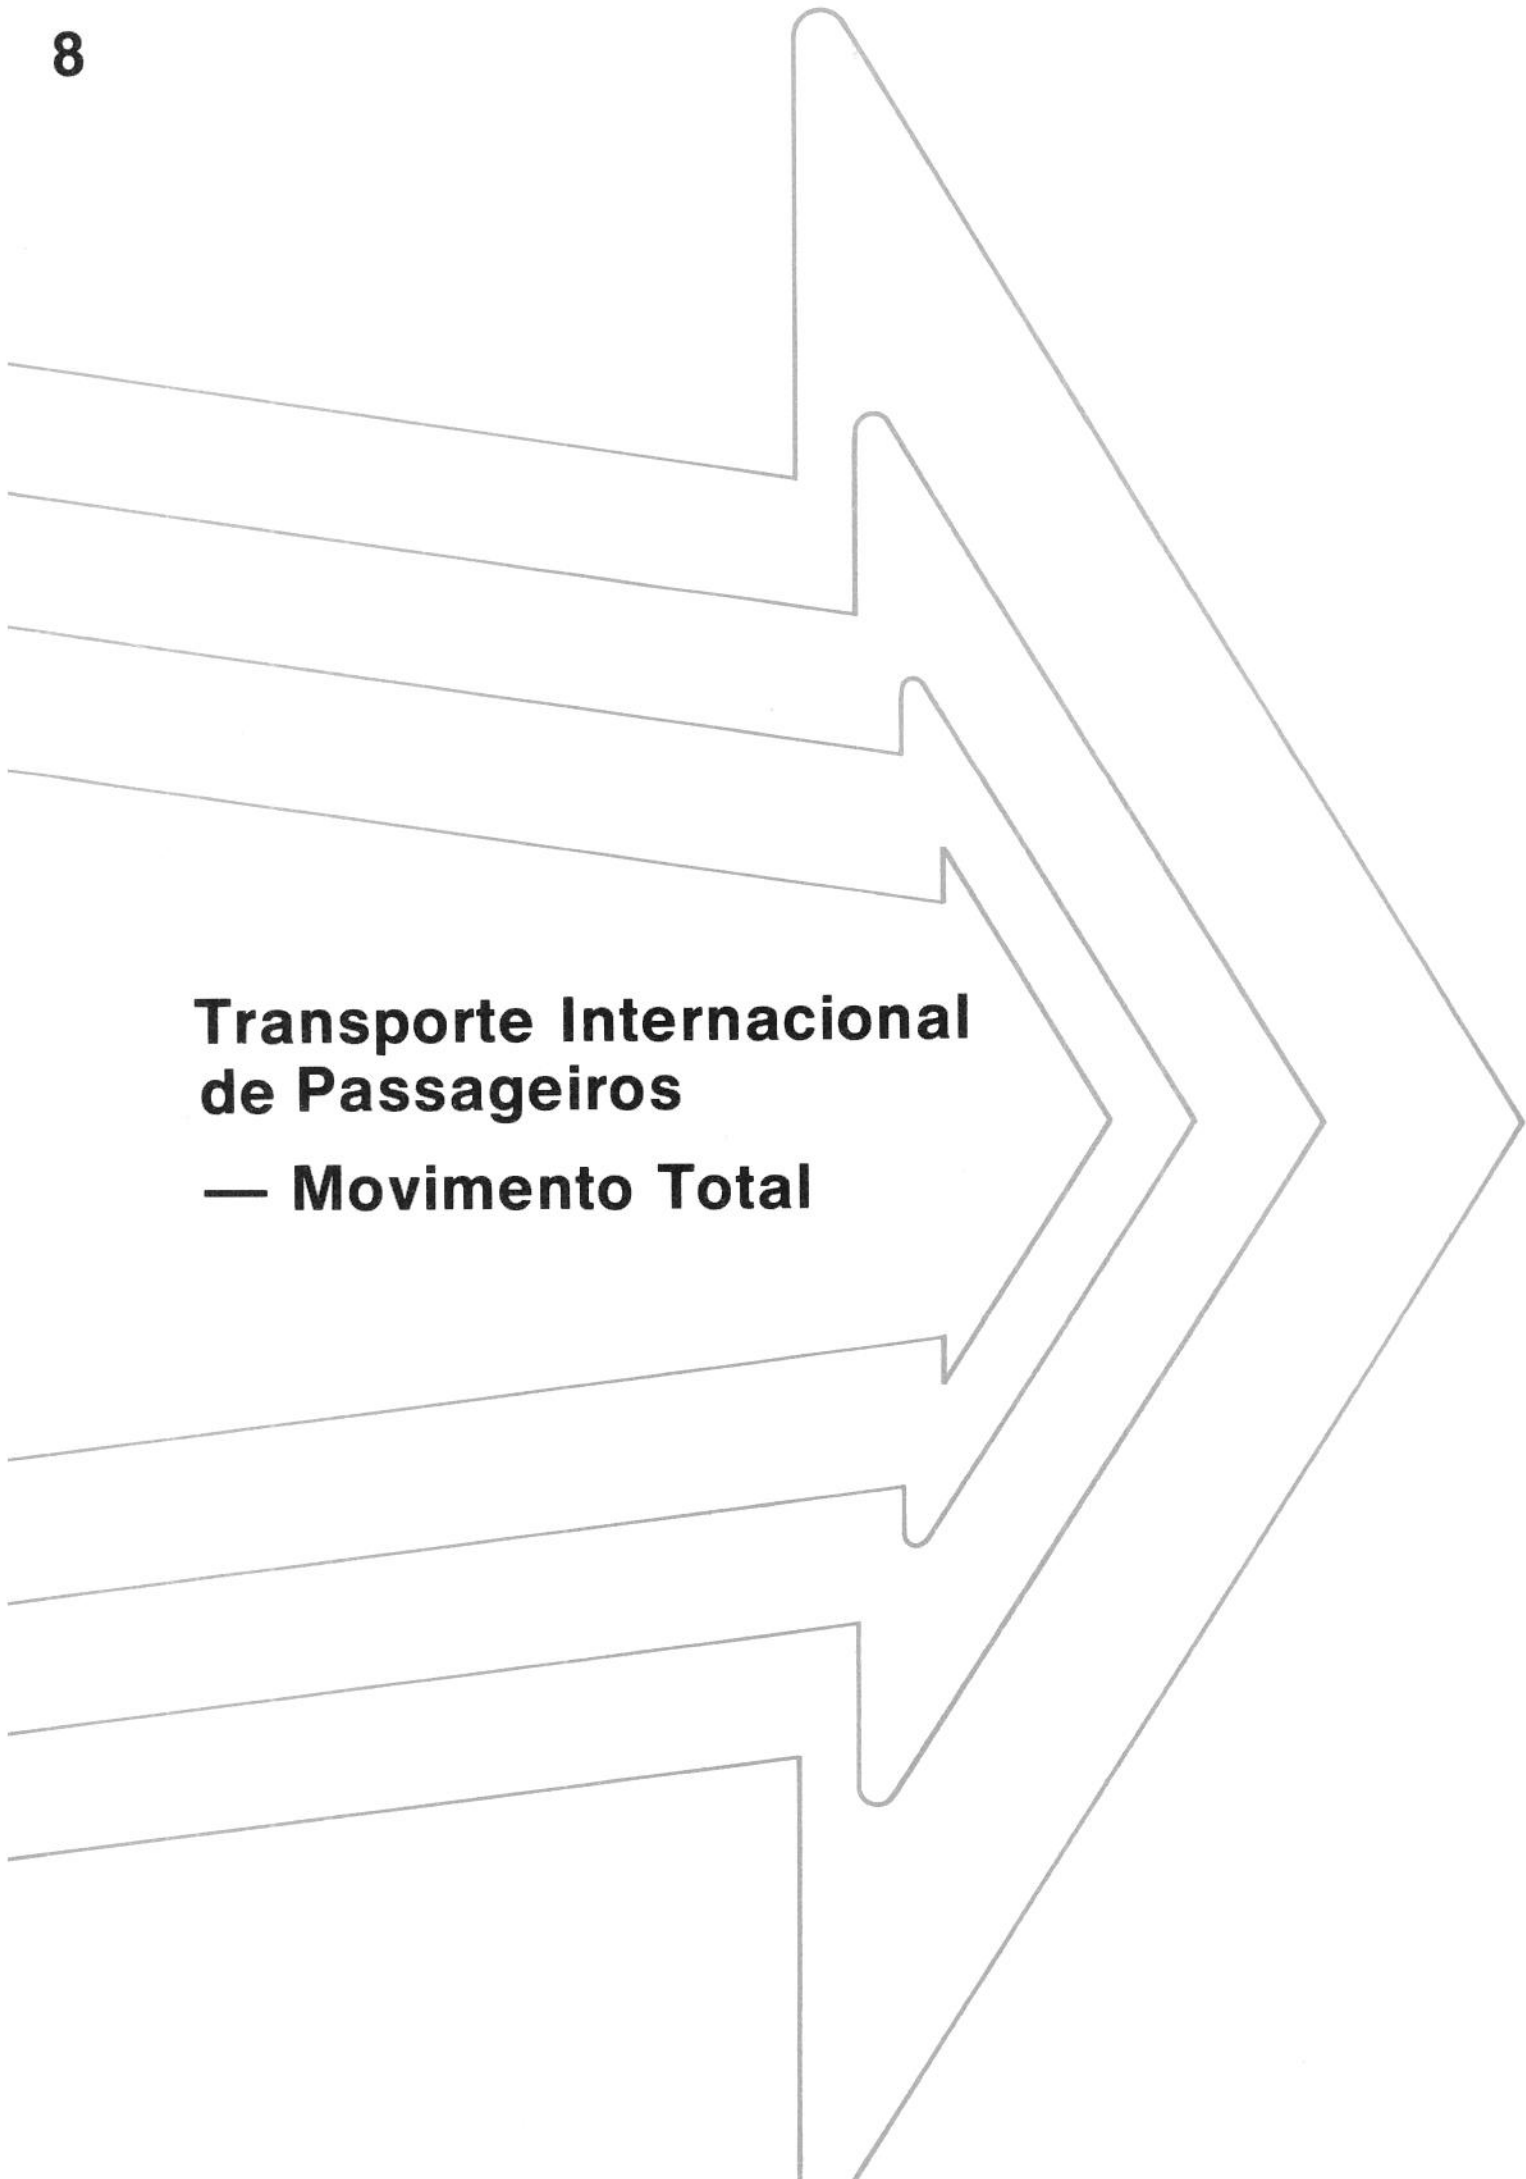 8
Transporte Internacional
de Passageiros
— Movimento Total